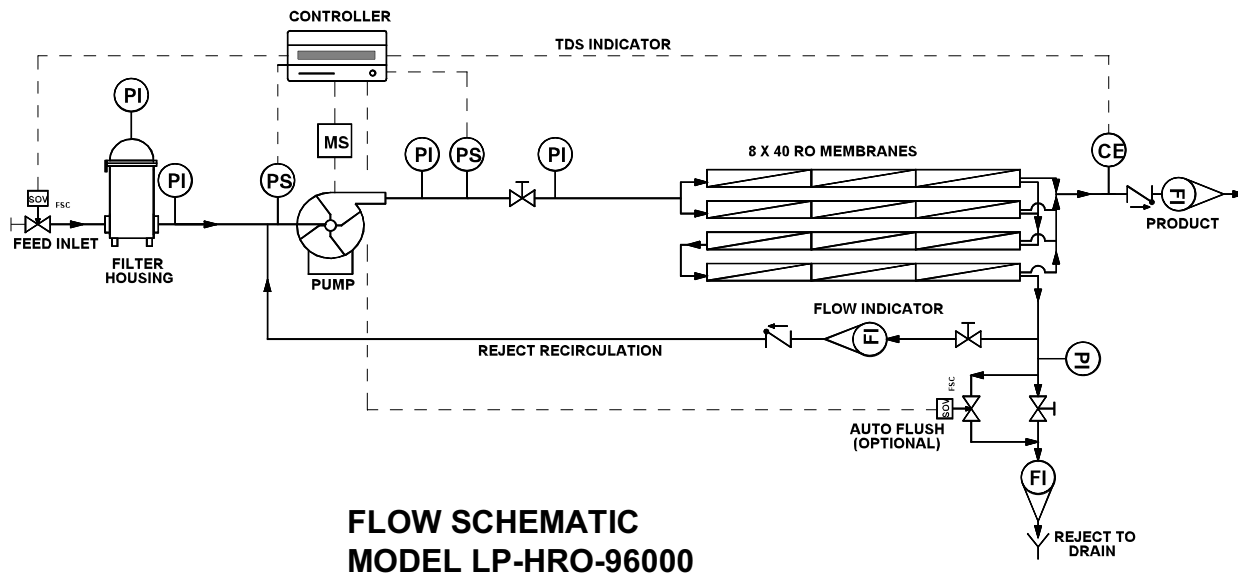 CONTROLLER
TDS INDICATOR
PI
MS
PI
PS
PI
PS
PI
8 X 40 RO MEMBRANES
CE
SOV
FSC
FEED INLET
FI
PRODUCT
FILTER
HOUSING
PUMP
FLOW INDICATOR
FI
REJECT RECIRCULATION
PI
FSC
SOV
AUTO FLUSH
(OPTIONAL)
FI
REJECT TO
DRAIN
FLOW SCHEMATIC
MODEL LP-HRO-96000